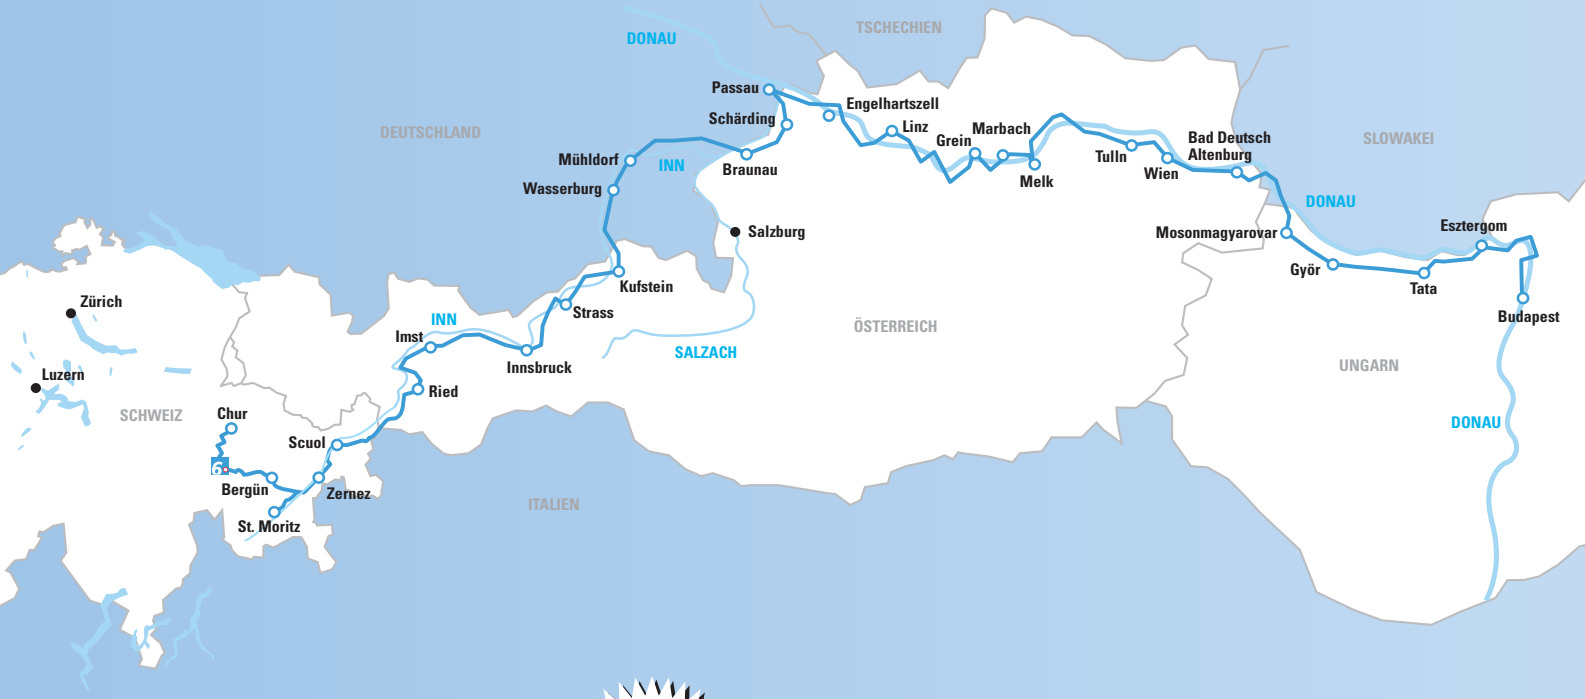 TSCHECHIEN
DONAU
Passau
Engelhartszell
Schärding
Linz
Marbach
Grein
DEUTSCHLAND
Bad Deutsch
Altenburg
SLOWAKEI
Mühldorf
INN
Braunau
Melk
Tulln
Wien
Wasserburg
DONAU
Salzburg
Mosonmagyarovar
Esztergom
Györ
Tata
Kufstein
Zürich
Strass
INN
Imst
Innsbruck
SALZACH
ÖSTERREICH
Budapest
Luzern
UNGARN
Ried
SCHWEIZ
Chur
Scuol
DONAU
6.
Bergün
Zernez
St. Moritz
ITALIEN